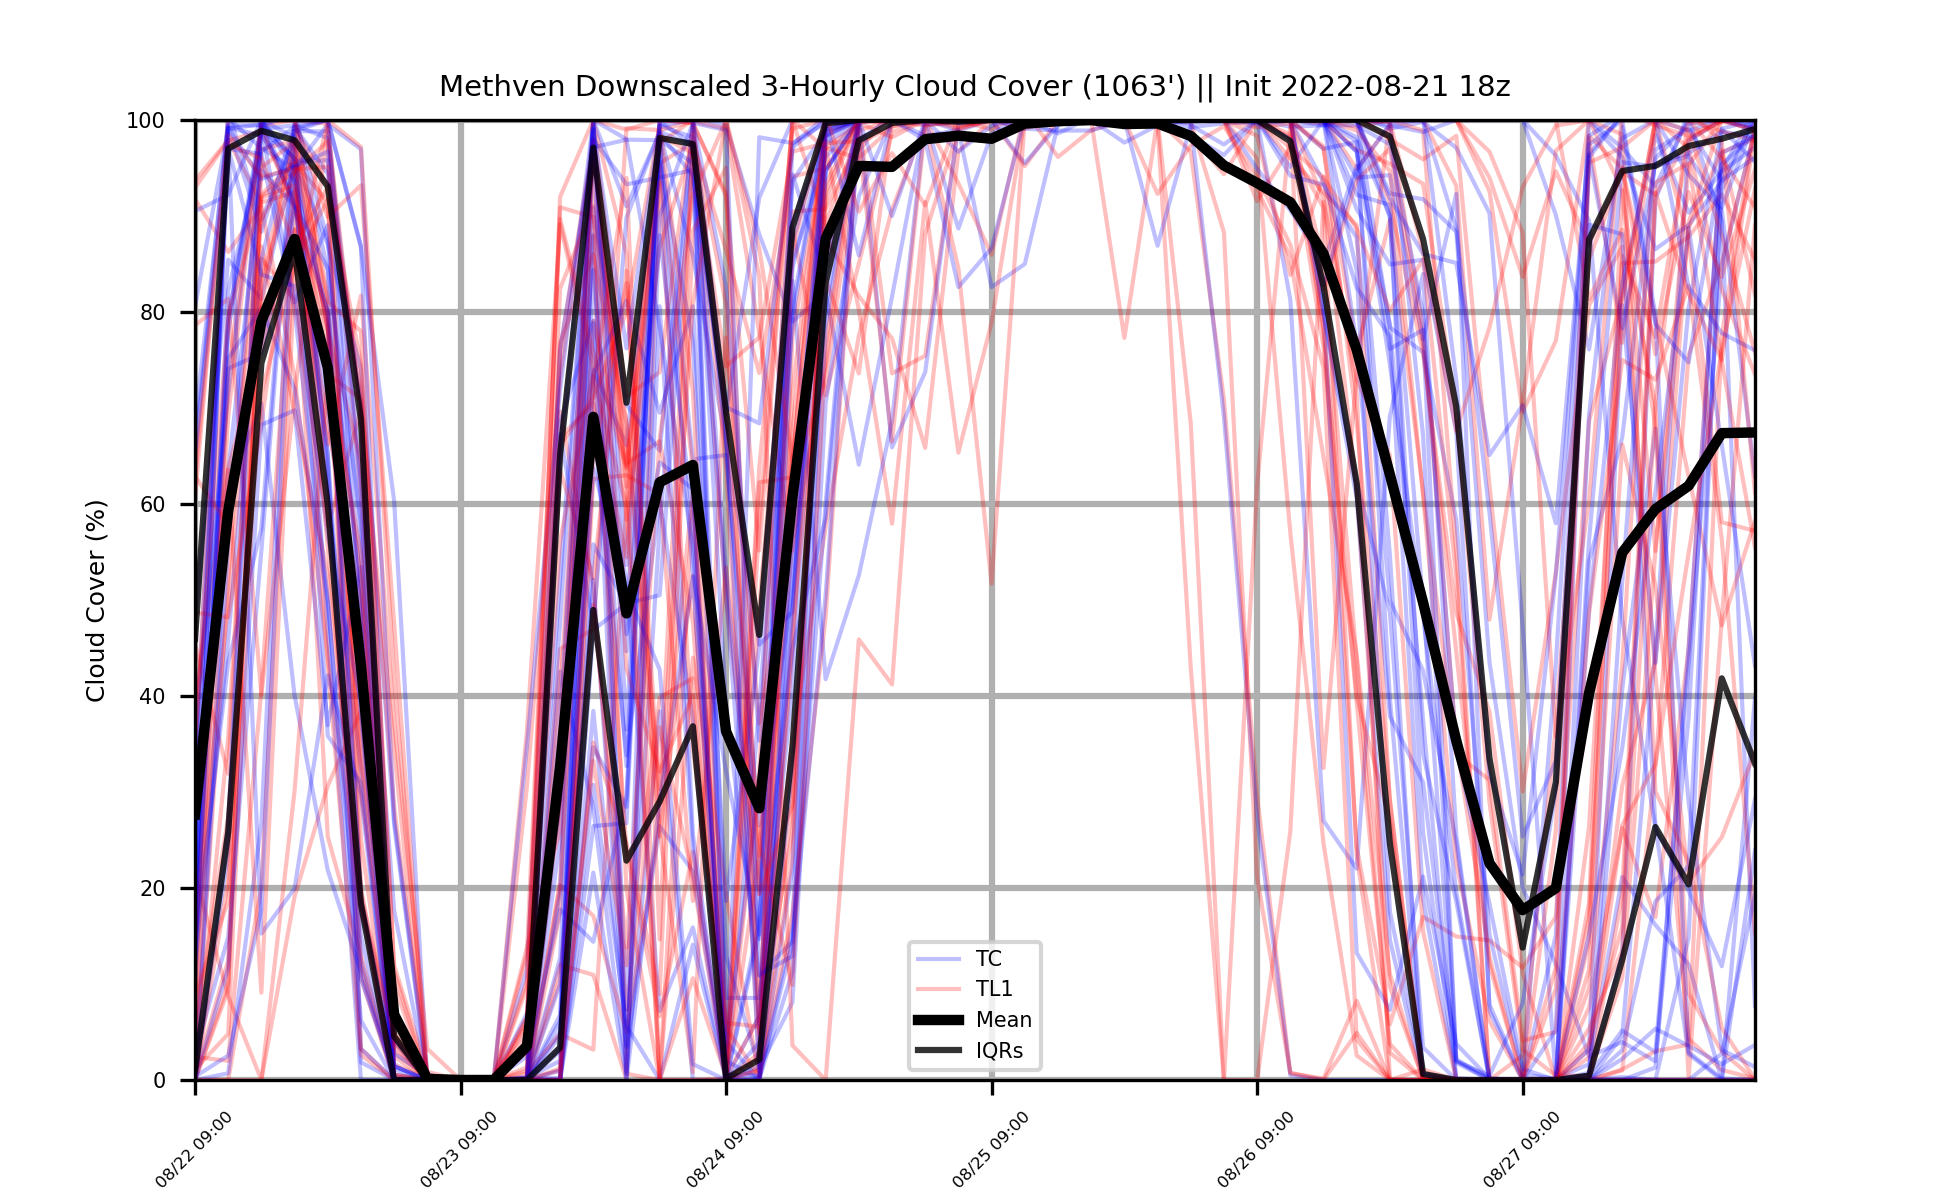 Methven Downscaled 3-Hourly Cloud Cover (1063') || Init 2022-08-21 18z
Cloud Cover (%)
100
80
60
40
20
0
TC
TL1
Mean
IQRs
08/22 09:00
08/23 09:00
08/24 09:00
08/25 09:00
08/26 09:00
08/27 09:00